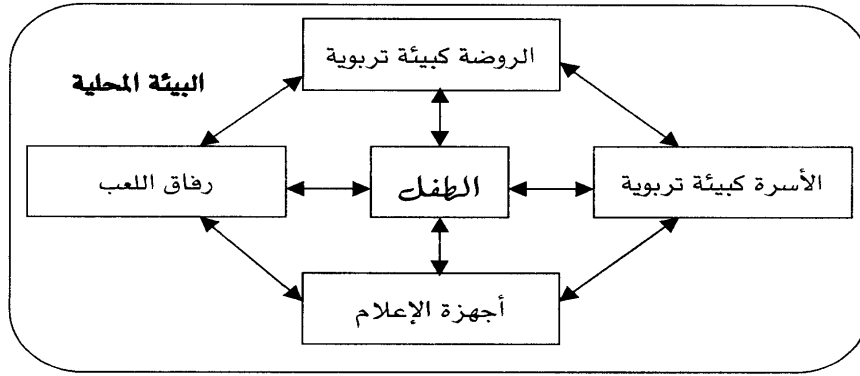 الروضة كبيئة تربوية
البيئة المحلية
الأسرة كبيئة تربوية
الطفل
رفاق اللعب
أجهزة الإعلام